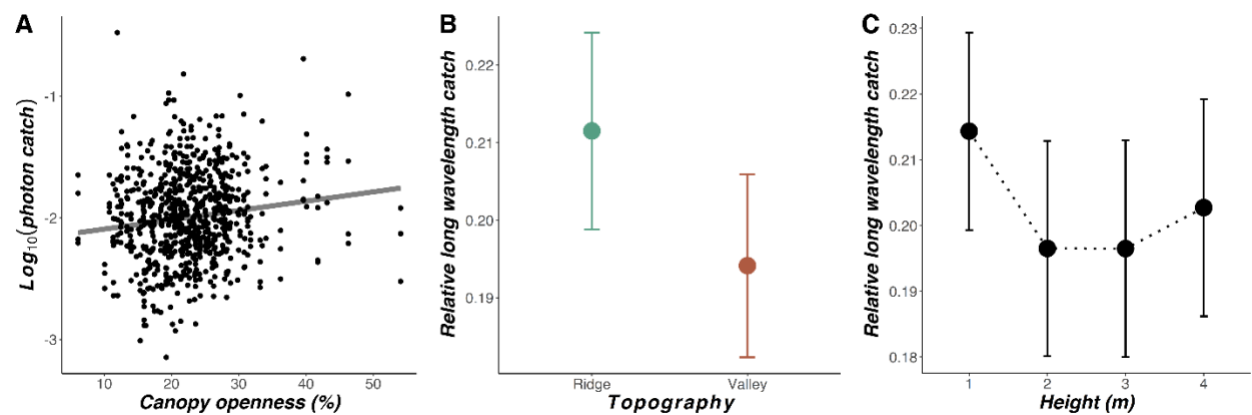 A
Log10(photon catch)
-1
-2
-3
10 20 30 40 50
Canopy openness (%)
B
Relative long wavelength catch
0.22
0.21
0.20
0.19
Ridge Valley
Topography
C
Relative long wavelength catch
0.23
0.22
0.21
0.20
0.19
0.18
1 2 3 4
Height (m)